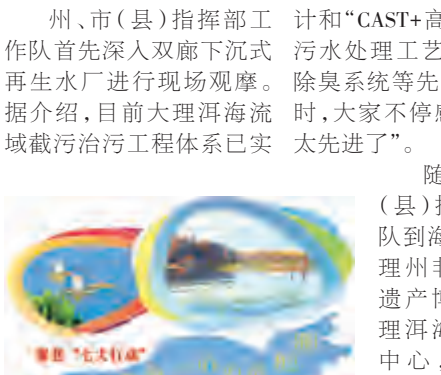 州、市(县)指挥部工
作队首先深入双廊下沉式
再生水厂进行现场观摩。
据介绍,目前大理洱海流
域截污治污工程体系已实
计和“CAST+高
污水处理工艺
除臭系统等先
时,大家不停感
太先进了”。
随
(县)指
队到海
理州非
遗产博
理洱海
中心,
“七大行动”